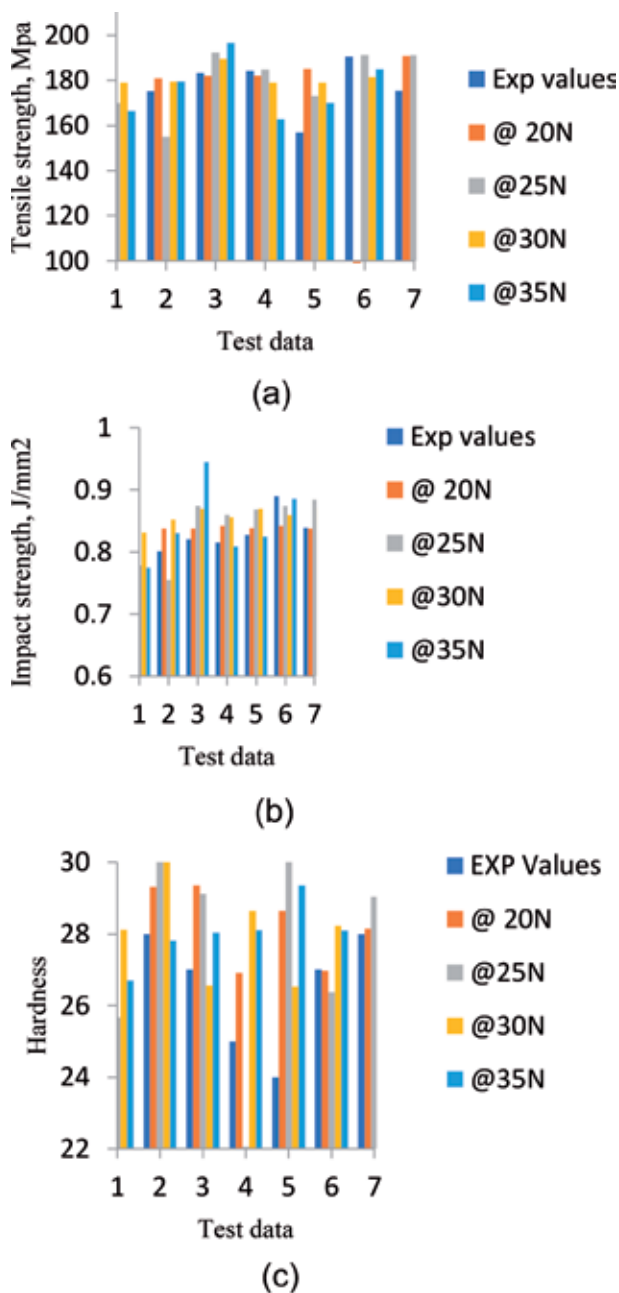 Tensile strength, Mpa
200
180
160
140
120
100
1 2 3 4 5 6 7
Test data
Exp values
@ 20N
@25N
@30N
@35N
(a)
Impact strength, J/mm2
1
0.9
0.8
0.7
0.6
1 2 3 4 5 6 7
Test data
Exp values
@ 20N
@25N
@30N
@35N
(b)
Hardness
30
28
26
24
22
1 2 3 4 5 6 7
Test data
EXP Values
@ 20N
@25N
@30N
@35N
(c)